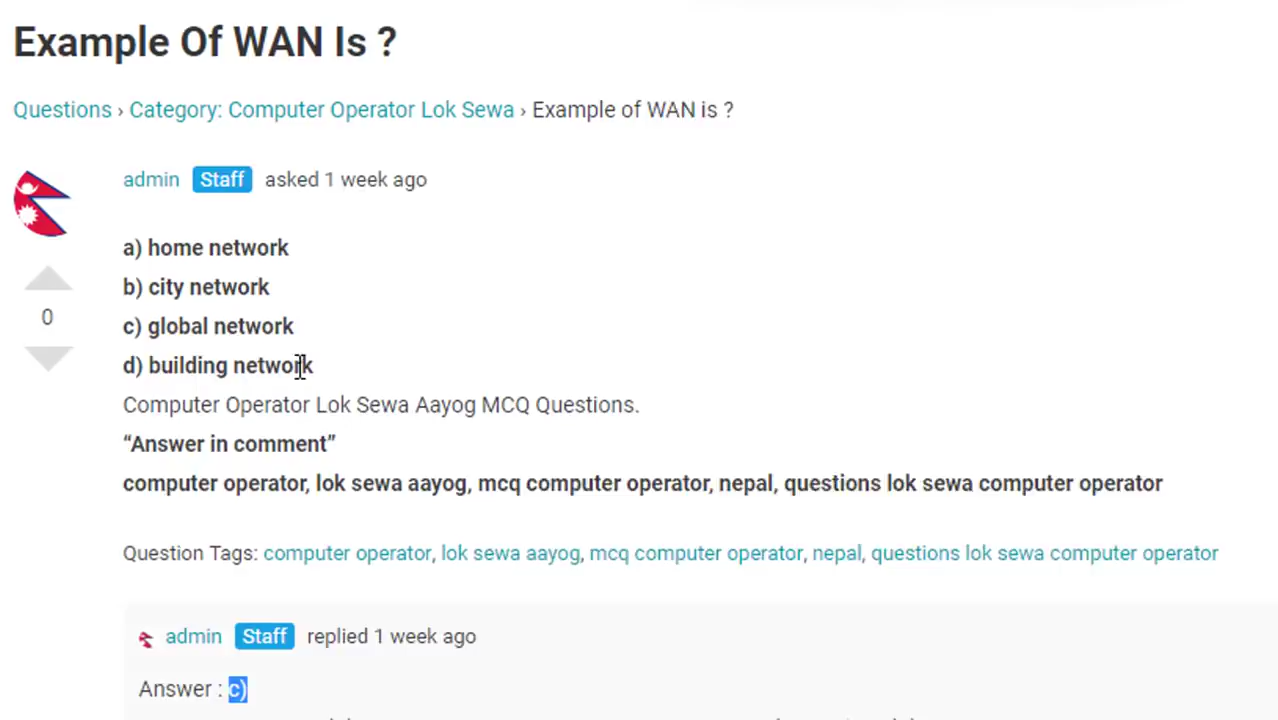 Example Of WAN Is ?
Questions › Category: Computer Operator Lok Sewa › Example of WAN is ?
admin Staff asked 1 week ago
a) home network
b) city network
0
c) global network
d) building network
Computer Operator Lok Sewa Aayog MCQ Questions.
“Answer in comment”
computer operator, lok sewa aayog, mcq computer operator, nepal, questions lok sewa computer operator
Question Tags: computer operator, lok sewa aayog, mcq computer operator, nepal, questions lok sewa computer operator
admin Staff replied 1 week ago
Answer : c)